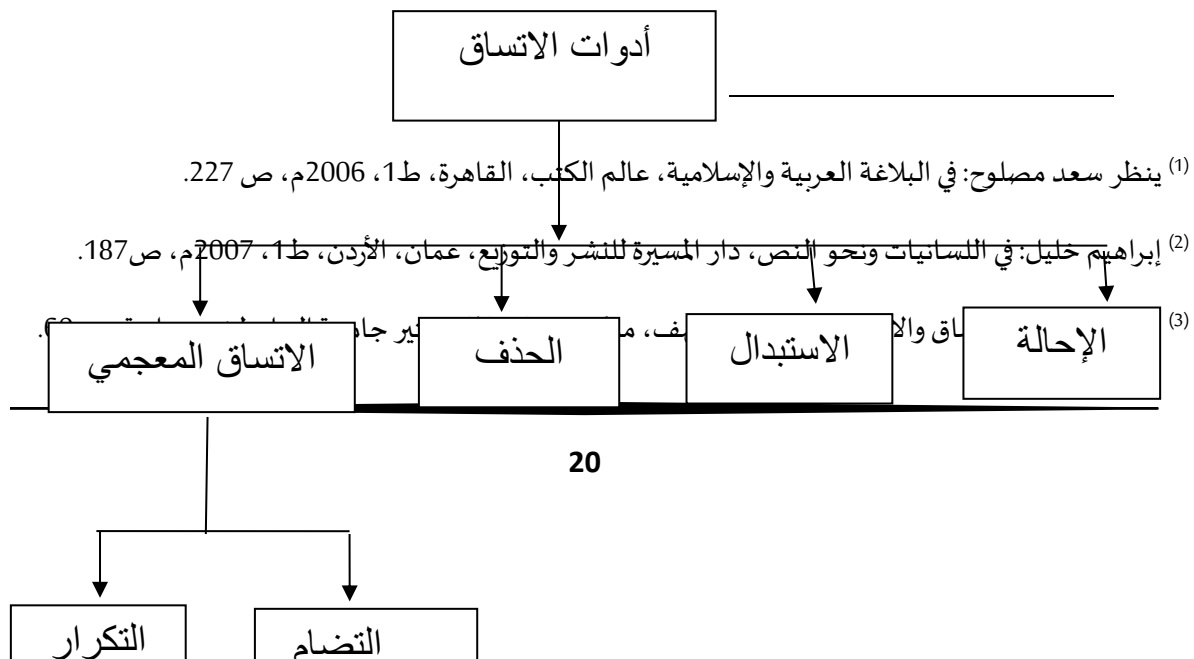 أدوات الاتساق
(1) ينظر سعد مصلوح: في البلاغة العربية والإسلامية، عالم الكتب، القاهرة، ط1، 2006م، ص 227.
(2) إبراهيم خليل: في اللسانيات ونحو النص، دار المسيرة للنشر والتوزيع، عمان، الأردن، ط1، 2007م، ص187.
(3)
الإحالة
الاستبدال
الحذف
الاتساق المعجمي
20
التضام
التكرار